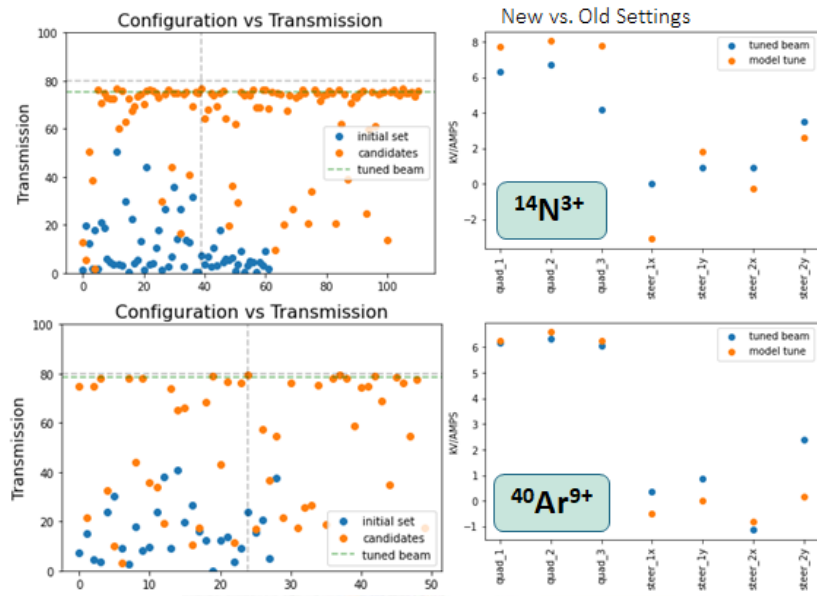 Configuration vs Transmission
Transmission
100
80
60
40
20
0
initial set
candidates
tuned beam
0
20
40
60
80
100
New vs. Old Settings
kV/AMPS
8
6
4
2
0
−2
tuned beam
model tune
¹⁴N³⁺
quad_1
quad_2
quad_3
steer_1x
steer_1y
steer_2x
steer_2y
Configuration vs Transmission
Transmission
100
80
60
40
20
0
initial set
candidates
tuned beam
0
10
20
30
40
50
kV/AMPS
6
5
4
3
2
1
0
−1
tuned beam
model tune
⁴⁰Ar⁹⁺
quad_1
quad_2
quad_3
steer_1x
steer_1y
steer_2x
steer_2y